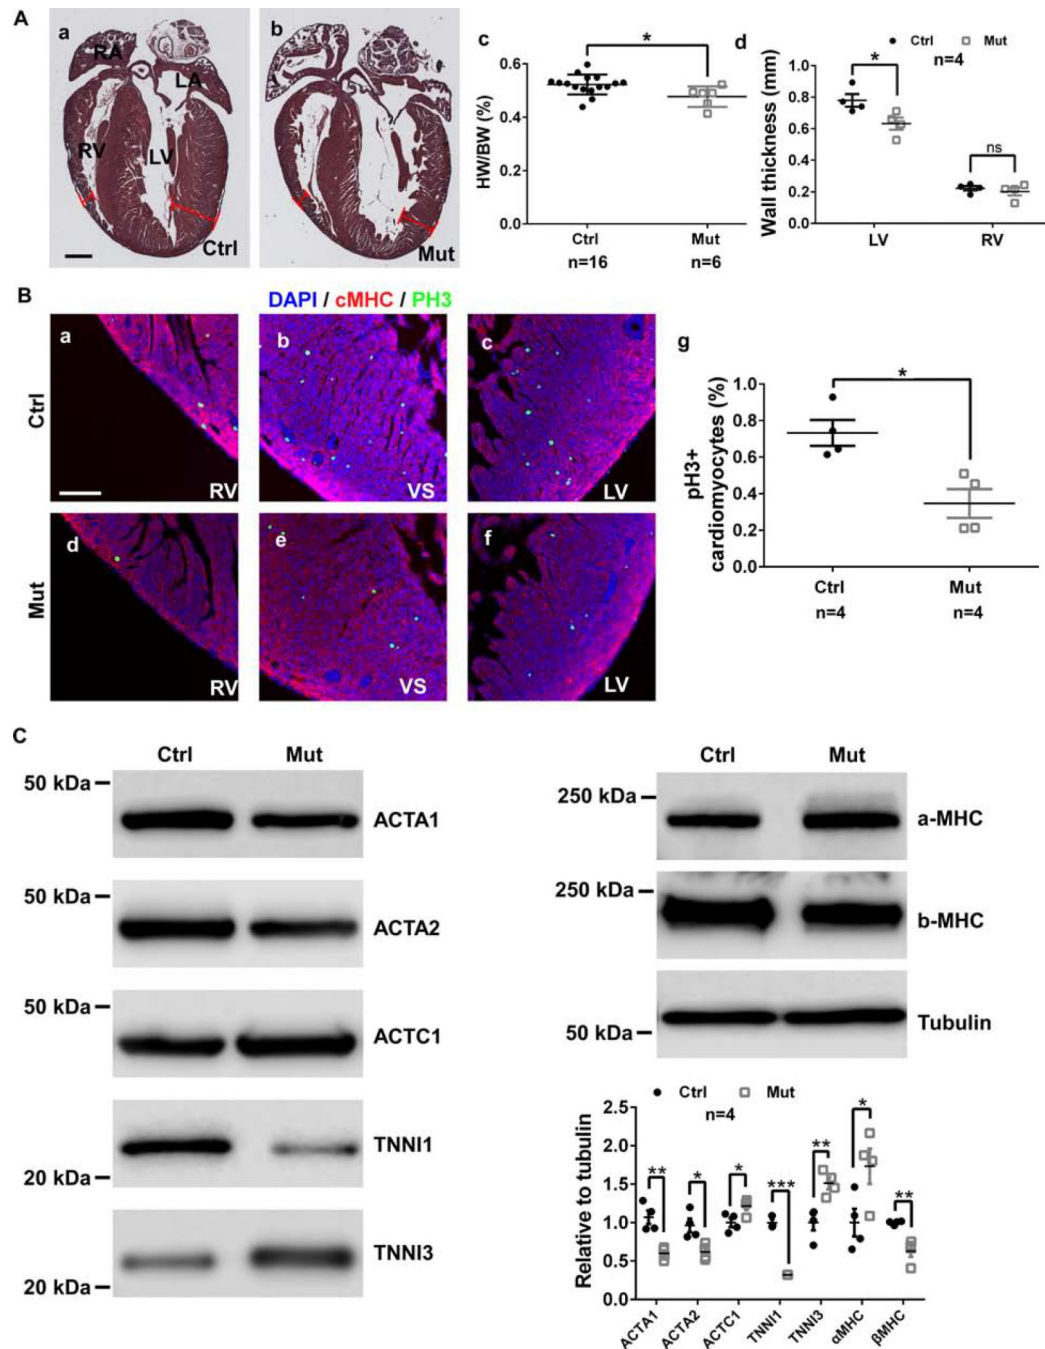 A
a
RA
LA
RV
LV
Ctrl
b
Mut
c
*
HW/BW (%)
0.6
0.4
0.2
0.0
Ctrl
n=16
Mut
n=6
d
Ctrl
Mut
n=4
*
ns
Wall thickness (mm)
1.0
0.8
0.6
0.4
0.2
0.0
LV
RV
B
DAPI / cMHC / PH3
Ctrl
a
RV
b
VS
c
LV
Mut
d
RV
e
VS
f
LV
g
*
pH3+
cardiomyocytes (%)
1.0
0.8
0.6
0.4
0.2
0.0
Ctrl
n=4
Mut
n=4
C
Ctrl
Mut
50 kDa
ACTA1
50 kDa
ACTA2
50 kDa
ACTC1
20 kDa
TNNI1
20 kDa
TNNI3
Ctrl
Mut
250 kDa
a-MHC
250 kDa
b-MHC
50 kDa
Tubulin
Ctrl
Mut
n=4
Relative to tubulin
2.5
2.0
1.5
1.0
0.5
0.0
**
*
*
***
**
*
**
ACTA1
ACTA2
ACTC1
TNNI1
TNNI3
αMHC
βMHC